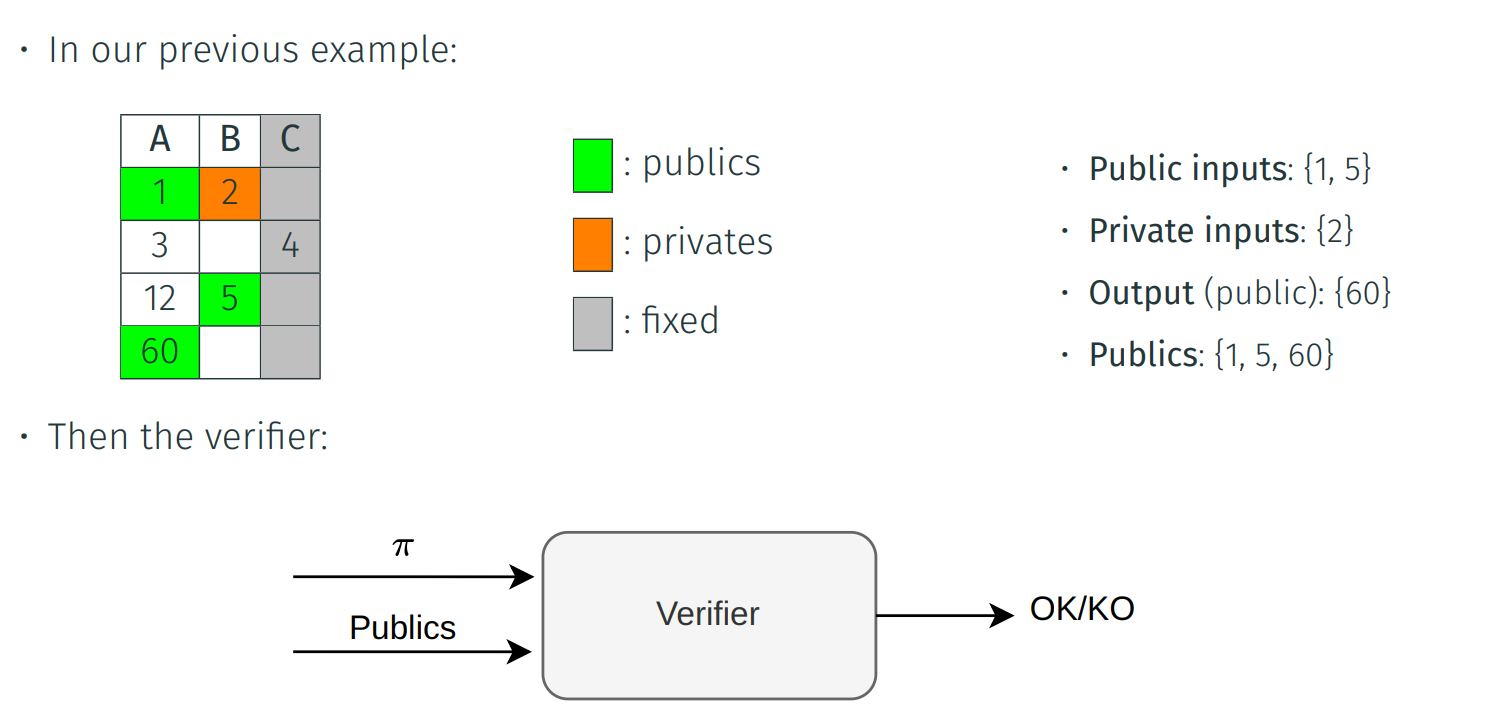 • In our previous example:
A B C
1 2
3 4
12 5
60
: publics
: privates
: fixed
• Public inputs: {1, 5}
• Private inputs: {2}
• Output (public): {60}
• Publics: {1, 5, 60}
• Then the verifier:
π
Publics
Verifier
OK/KO